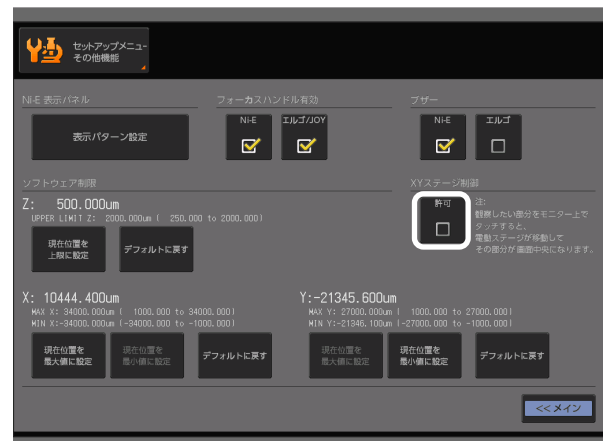 セットアップメニュー
その他機能
Ni-E 表示パネル
フォーカスハンドル有効
ブザー
表示パターン設定
Ni-E
エルゴ/JOY
Ni-E
エルゴ
ソフトウェア制限
XYステージ制御
Z: 500.000um
UPPER LIMIT Z: 2000.000um ( 250.000 to 2000.000)
現在位置を
上限に設定
デフォルトに戻す
許可
注:
観察したい部分をモニター上で
タッチすると、
電動ステージが移動して
その部分が画面中央になります。
X: 10444.400um
MAX X: 34000.000um ( 1000.000 to 34000.000)
MIN X:-34000.000um (-34000.000 to -1000.000)
Y:-21345.600um
MAX Y: 27000.000um ( 1000.000 to 27000.000)
MIN Y:-21346.100um (-27000.000 to -1000.000)
現在位置を
最大値に設定
現在位置を
最小値に設定
デフォルトに戻す
現在位置を
最大値に設定
現在位置を
最小値に設定
デフォルトに戻す
<<メイン